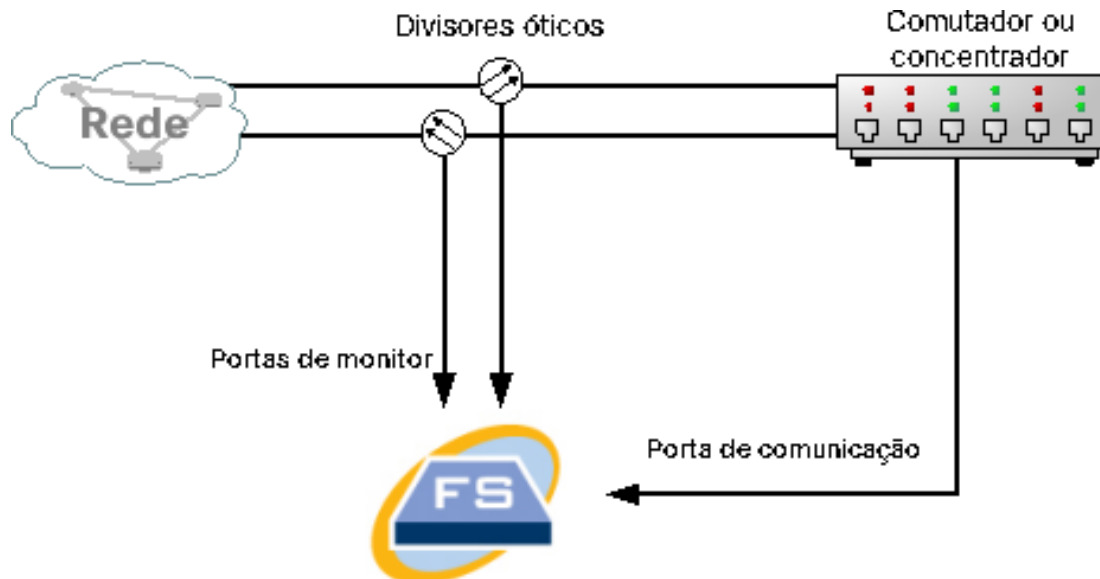 Divisores óticos
Comutador ou
concentrador
Rede
Portas de monitor
Porta de comunicação
FS